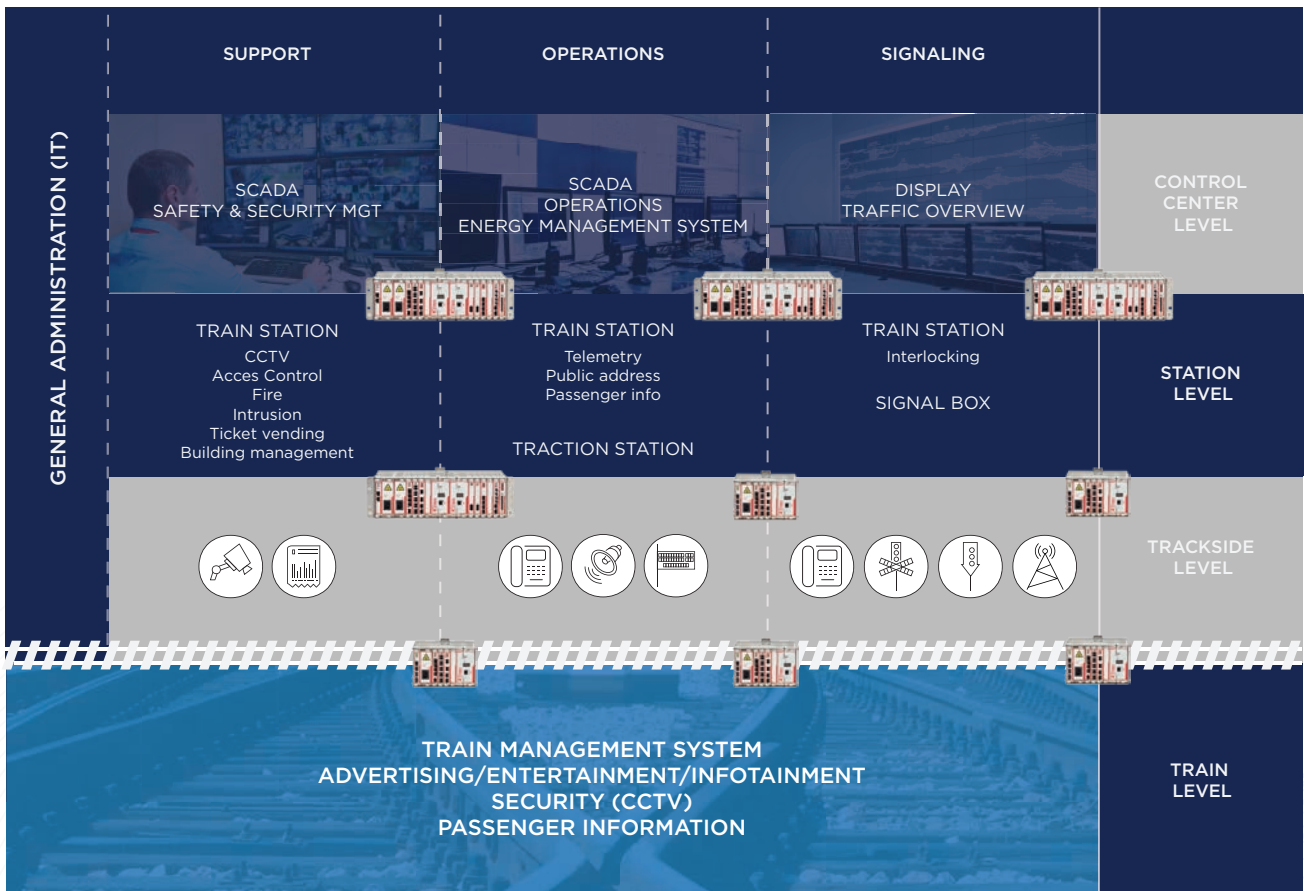 SUPPORT
OPERATIONS
SIGNALING
GENERAL ADMINISTRATION (IT)
SCADA
SAFETY & SECURITY MGT
SCADA
OPERATIONS
ENERGY MANAGEMENT SYSTEM
DISPLAY
TRAFFIC OVERVIEW
CONTROL
CENTER
LEVEL
TRAIN STATION
CCTV
Acces Control
Fire
Intrusion
Ticket vending
Building management
TRAIN STATION
Telemetry
Public address
Passenger info
TRACTION STATION
TRAIN STATION
Interlocking
SIGNAL BOX
STATION
LEVEL
TRACKSIDE
LEVEL
TRAIN MANAGEMENT SYSTEM
ADVERTISING/ENTERTAINMENT/INFOTAINMENT
SECURITY (CCTV)
PASSENGER INFORMATION
TRAIN
LEVEL